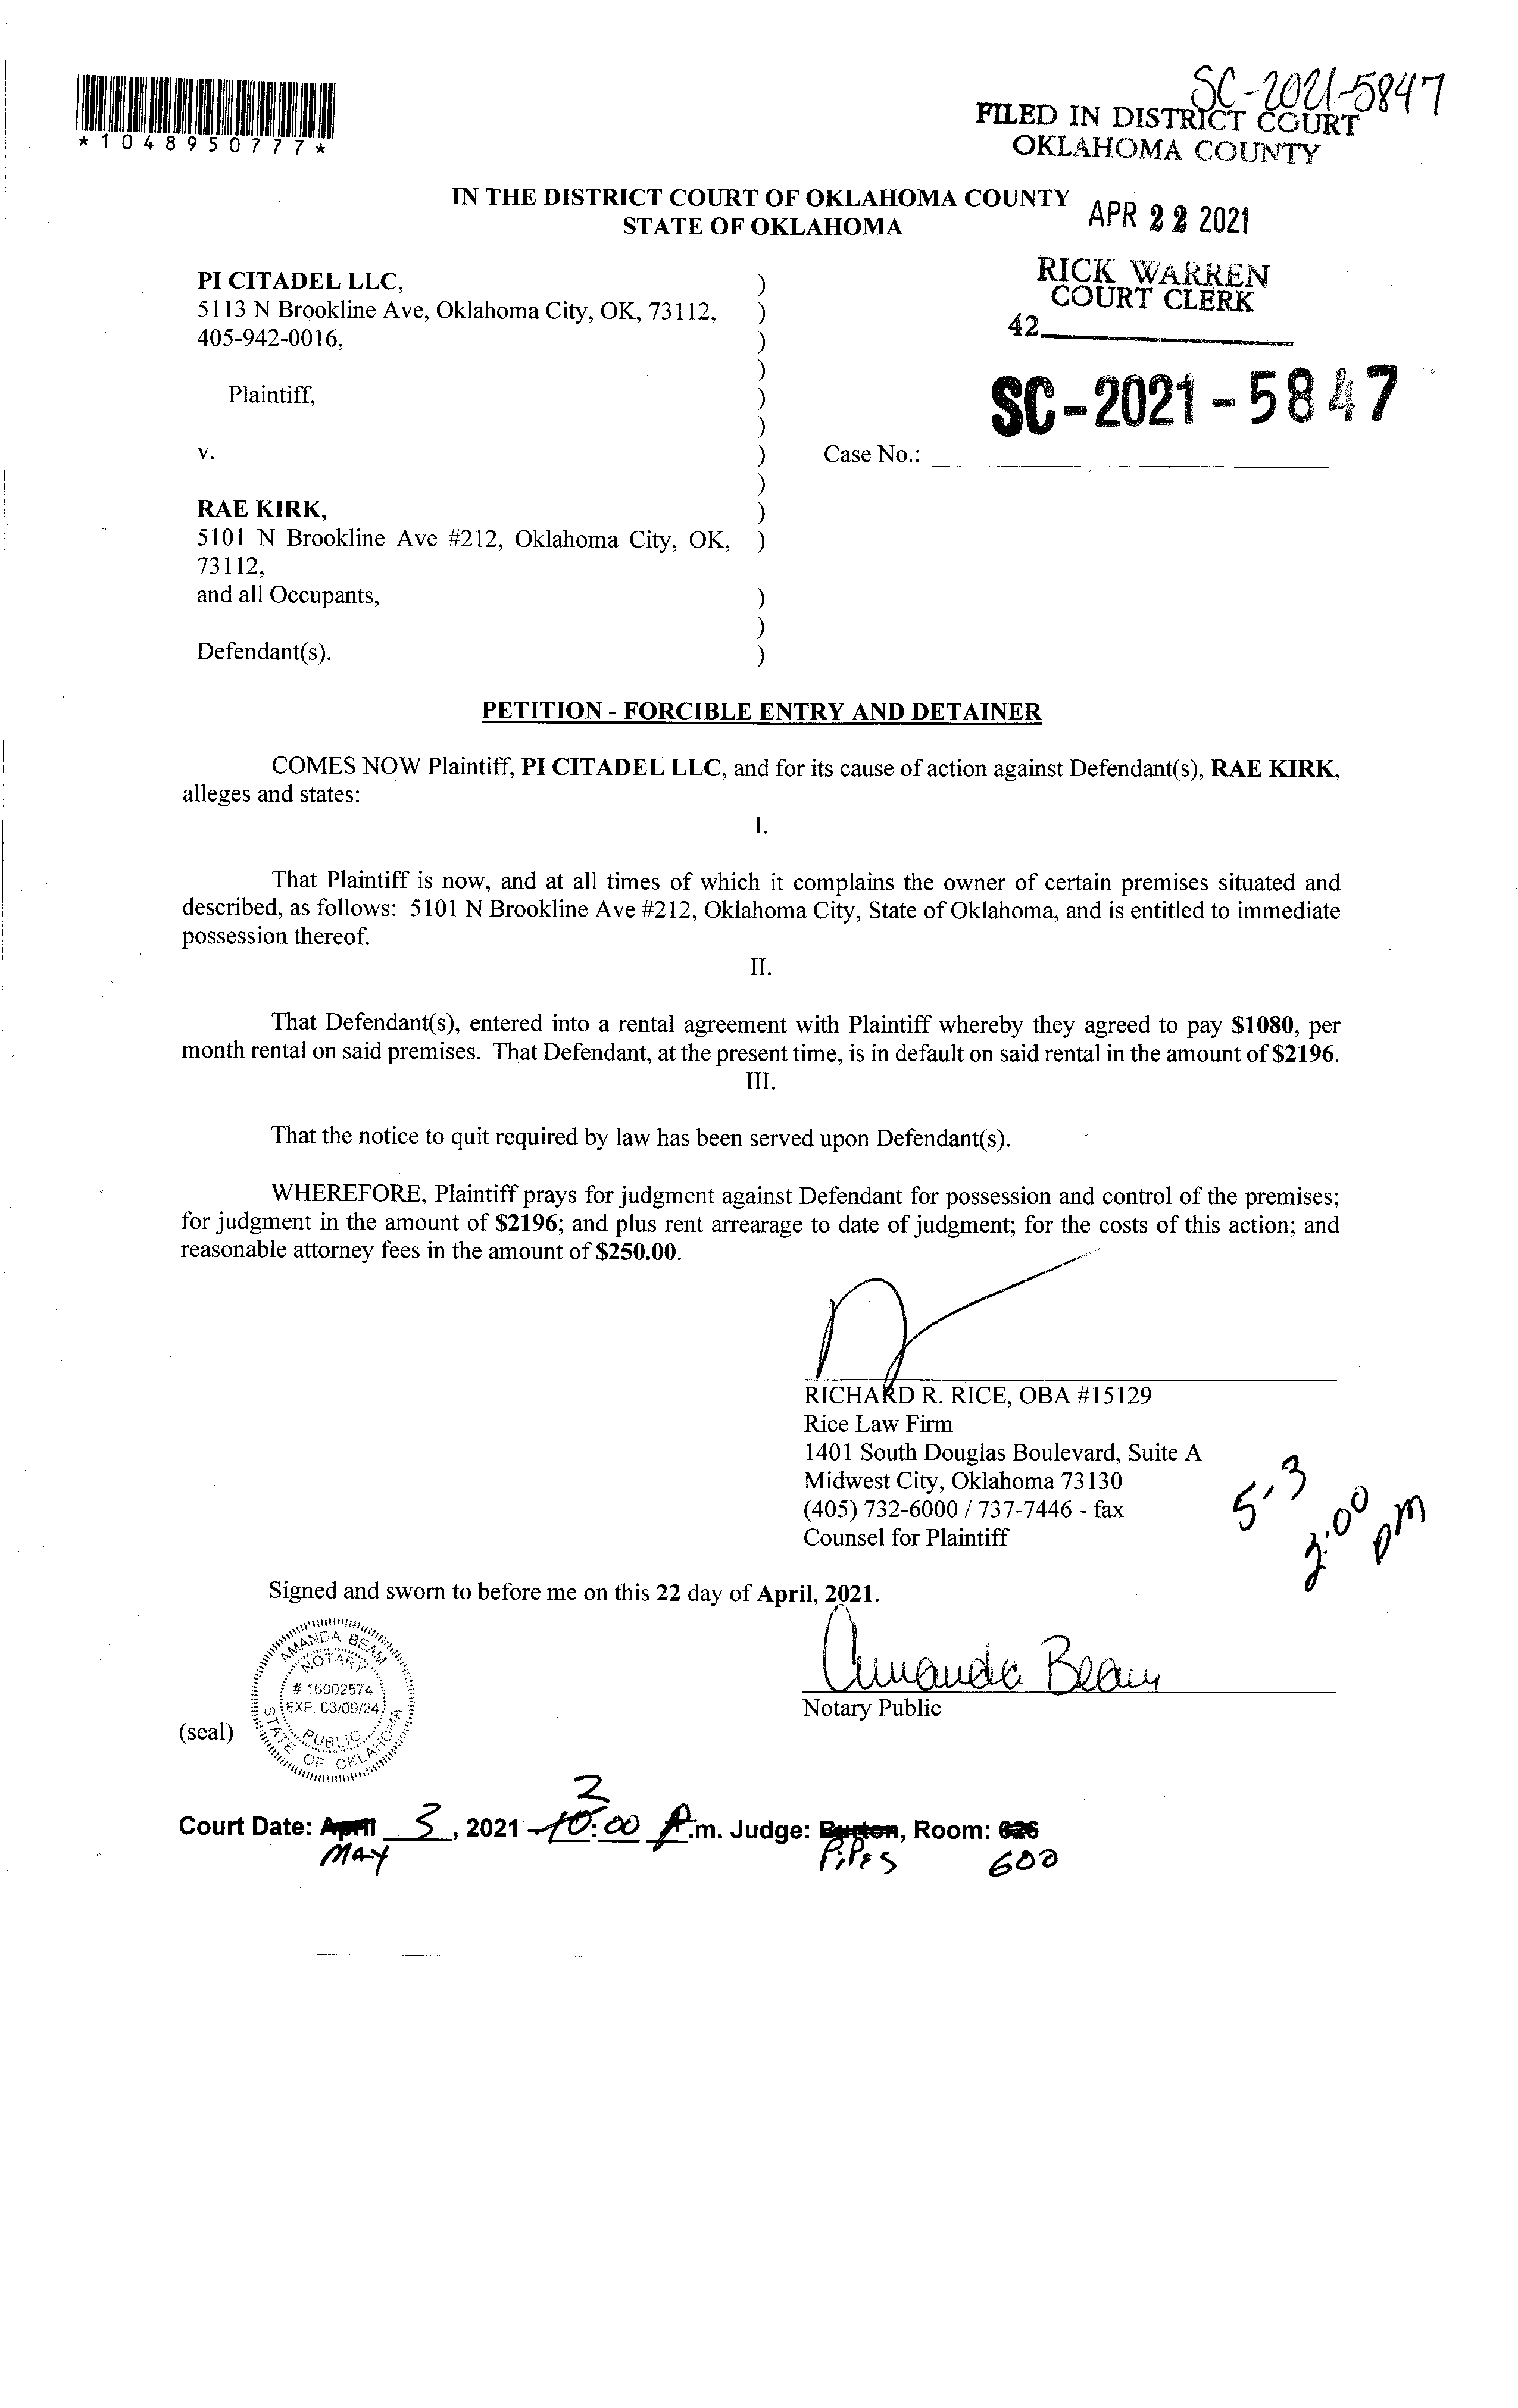 SC-2021-5847
FILED IN DISTRICT COURT
OKLAHOMA COUNTY
*1048950777*
IN THE DISTRICT COURT OF OKLAHOMA COUNTY
STATE OF OKLAHOMA
APR 22 2021
RICK WARREN
COURT CLERK
42
SC-2021-5847
PI CITADEL LLC, )
5113 N Brookline Ave, Oklahoma City, OK, 73112, )
405-942-0016, )
)
Plaintiff, )
)
v. ) Case No.:
)
RAE KIRK, )
5101 N Brookline Ave #212, Oklahoma City, OK, )
73112,
and all Occupants, )
)
Defendant(s). )
PETITION - FORCIBLE ENTRY AND DETAINER
COMES NOW Plaintiff, PI CITADEL LLC, and for its cause of action against Defendant(s), RAE KIRK,
alleges and states:
I.
That Plaintiff is now, and at all times of which it complains the owner of certain premises situated and
described, as follows: 5101 N Brookline Ave #212, Oklahoma City, State of Oklahoma, and is entitled to immediate
possession thereof.
II.
That Defendant(s), entered into a rental agreement with Plaintiff whereby they agreed to pay $1080, per
month rental on said premises. That Defendant, at the present time, is in default on said rental in the amount of $2196.
III.
That the notice to quit required by law has been served upon Defendant(s).
WHEREFORE, Plaintiff prays for judgment against Defendant for possession and control of the premises;
for judgment in the amount of $2196; and plus rent arrearage to date of judgment; for the costs of this action; and
reasonable attorney fees in the amount of $250.00.
RICHARD R. RICE, OBA #15129
Rice Law Firm
1401 South Douglas Boulevard, Suite A
Midwest City, Oklahoma 73130
(405) 732-6000 / 737-7446 - fax
Counsel for Plaintiff
5-3
2:00 pm
Signed and sworn to before me on this 22 day of April, 2021.
Amanda Beam
Notary Public
AMANDA BEAM
NOTARY
# 16002574
EXP. 03/09/24
PUBLIC
STATE OF OKLAHOMA
(seal)
2
Court Date: April 3, 2021 - 10:00 P.m. Judge: Burton, Room: 626
MAY PiPes 600